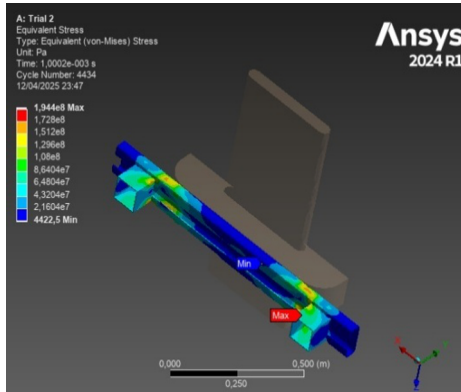 A: Trial 2
Equivalent Stress
Type: Equivalent (von-Mises) Stress
Unit: Pa
Time: 1,0002e-003 s
Cycle Number: 4434
12/04/2025 23:47
1,944e8 Max
1,728e8
1,512e8
1,296e8
1,08e8
8,6404e7
6,4804e7
4,3204e7
2,1604e7
4422,5 Min
Ansys
2024 R1
Min
Max
0,000
0,500 (m)
0,250
X
Y
Z